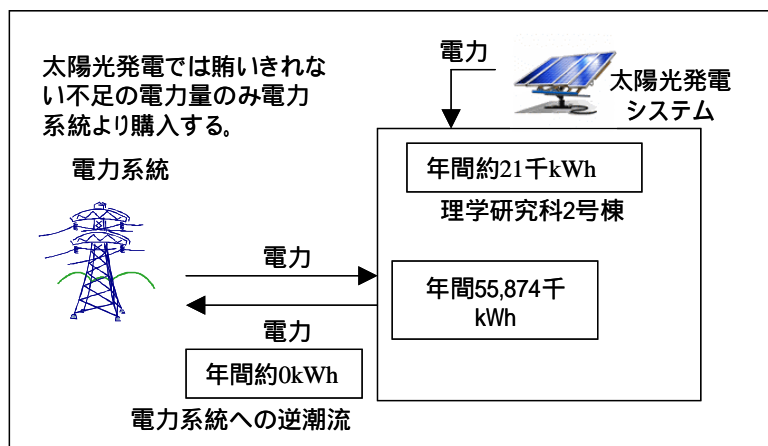 太陽光発電では賄いきれな
い不足の電力量のみ電力
系統より購入する。
電力
太陽光発電
システム
電力系統
年間約21千kWh
理学研究科2号棟
電力
年間55,874千
kWh
電力
年間約0kWh
電力系統への逆潮流